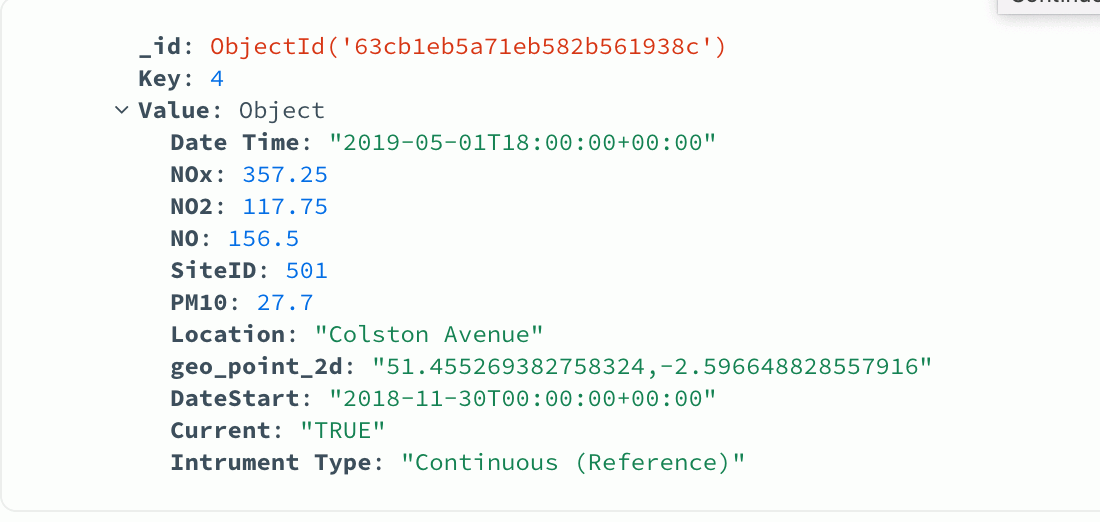 _id: ObjectId('63cb1eb5a71eb582b561938c')
Key: 4
Value: Object
Date Time: "2019-05-01T18:00:00+00:00"
NOx: 357.25
NO2: 117.75
NO: 156.5
SiteID: 501
PM10: 27.7
Location: "Colston Avenue"
geo_point_2d: "51.455269382758324,-2.596648828557916"
DateStart: "2018-11-30T00:00:00+00:00"
Current: "TRUE"
Intrument Type: "Continuous (Reference)"